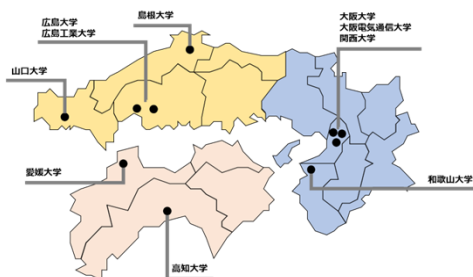 島根大学
広島大学
広島工業大学
大阪大学
大阪電気通信大学
関西大学
山口大学
愛媛大学
和歌山大学
高知大学